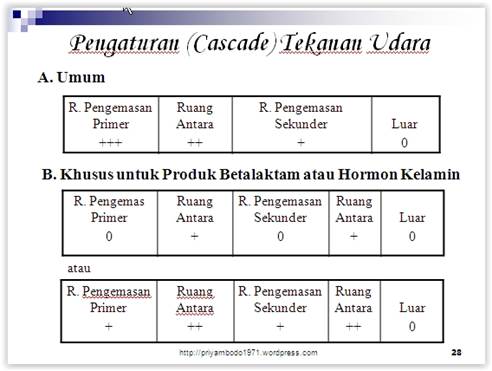 Pengaturan (Cascade) Tekanan Udara
A. Umum
R. Pengemasan Primer +++
Ruang Antara ++
R. Pengemasan Sekunder +
Luar 0
B. Khusus untuk Produk Betalaktam atau Hormon Kelamin
R. Pengemas Primer 0
Ruang Antara +
R. Pengemasan Sekunder 0
Ruang Antara +
Luar 0
atau
R. Pengemasan Primer +
Ruang Antara ++
R. Pengemasan Sekunder +
Ruang Antara ++
Luar 0
http://priyambodo1971.wordpress.com
28